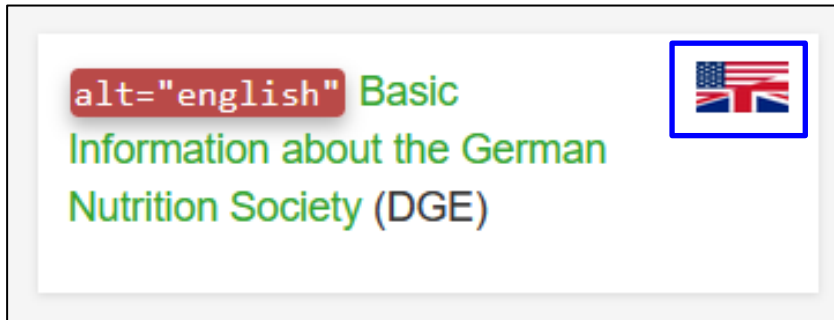 alt="english" Basic
Information about the German
Nutrition Society (DGE)